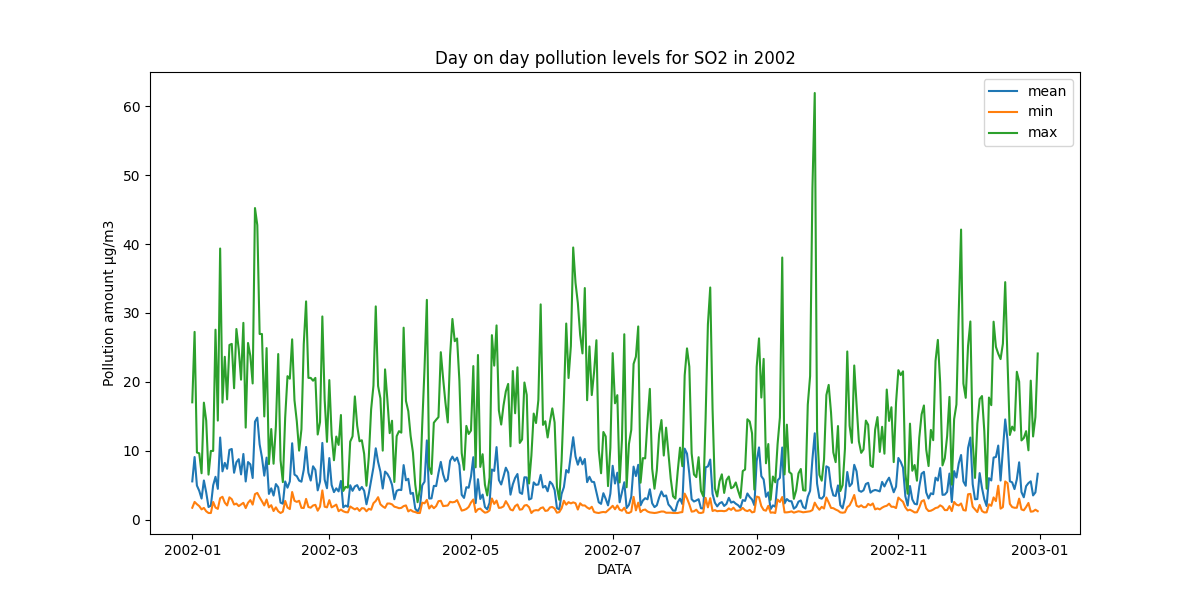 Day on day pollution levels for SO2 in 2002
mean
min
max
60
50
40
30
20
10
0
Pollution amount µg/m3
2002-01
2002-03
2002-05
2002-07
2002-09
2002-11
2003-01
DATA